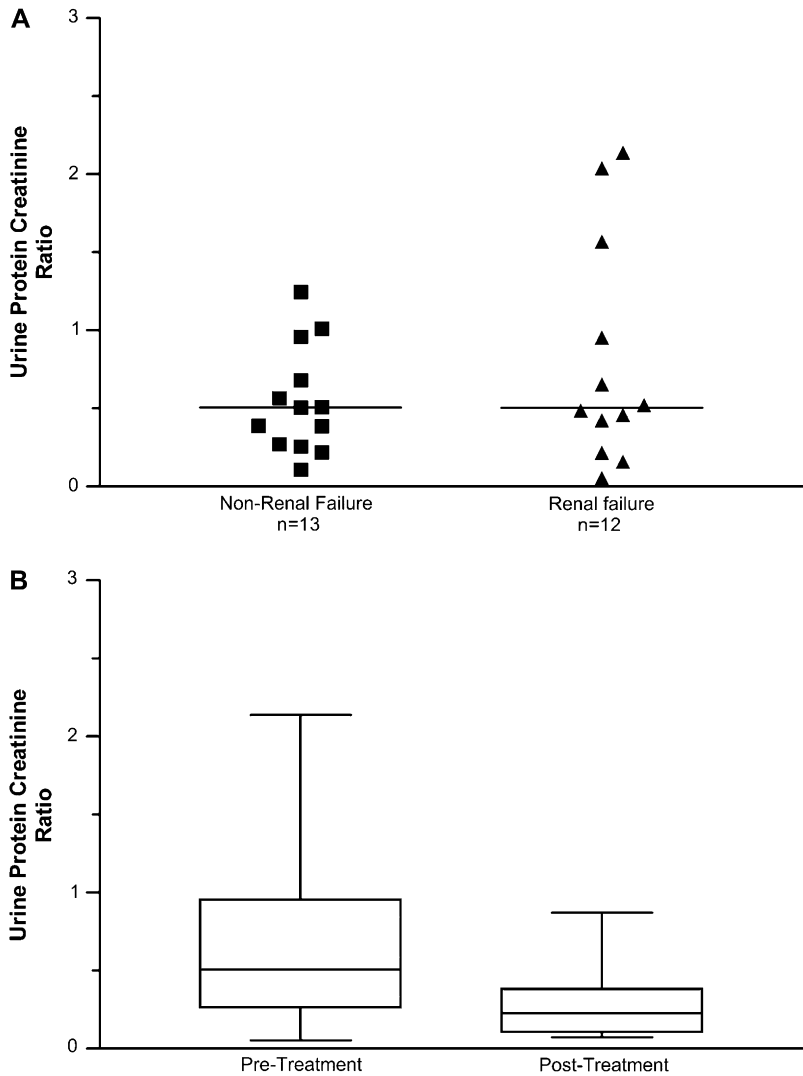 A
3
2
1
0
Urine Protein Creatinine
Ratio
Non-Renal Failure
n=13
Renal failure
n=12
B
3
2
1
0
Urine Protein Creatinine
Ratio
Pre-Treatment
Post-Treatment